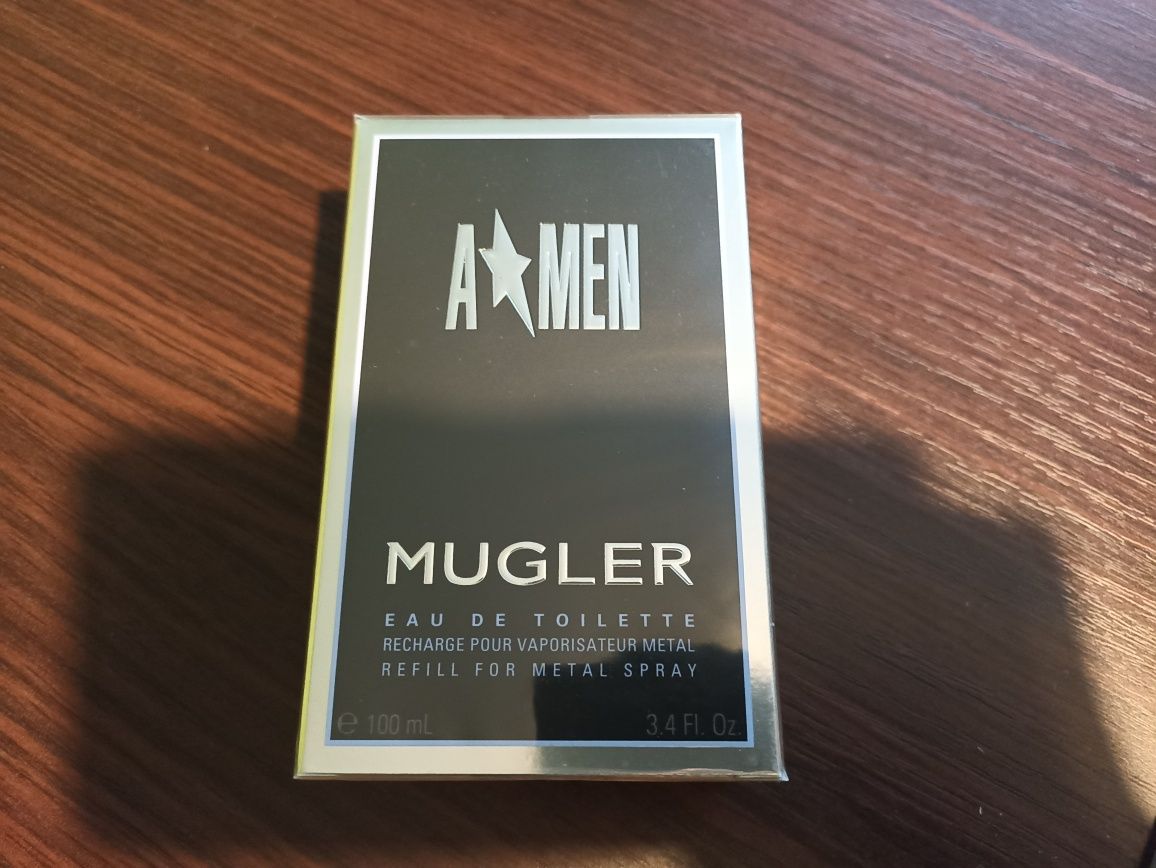 A★MEN
MUGLER
EAU DE TOILETTE
RECHARGE POUR VAPORISATEUR METAL
REFILL FOR METAL SPRAY
℮ 100 mL 3.4 Fl. Oz.